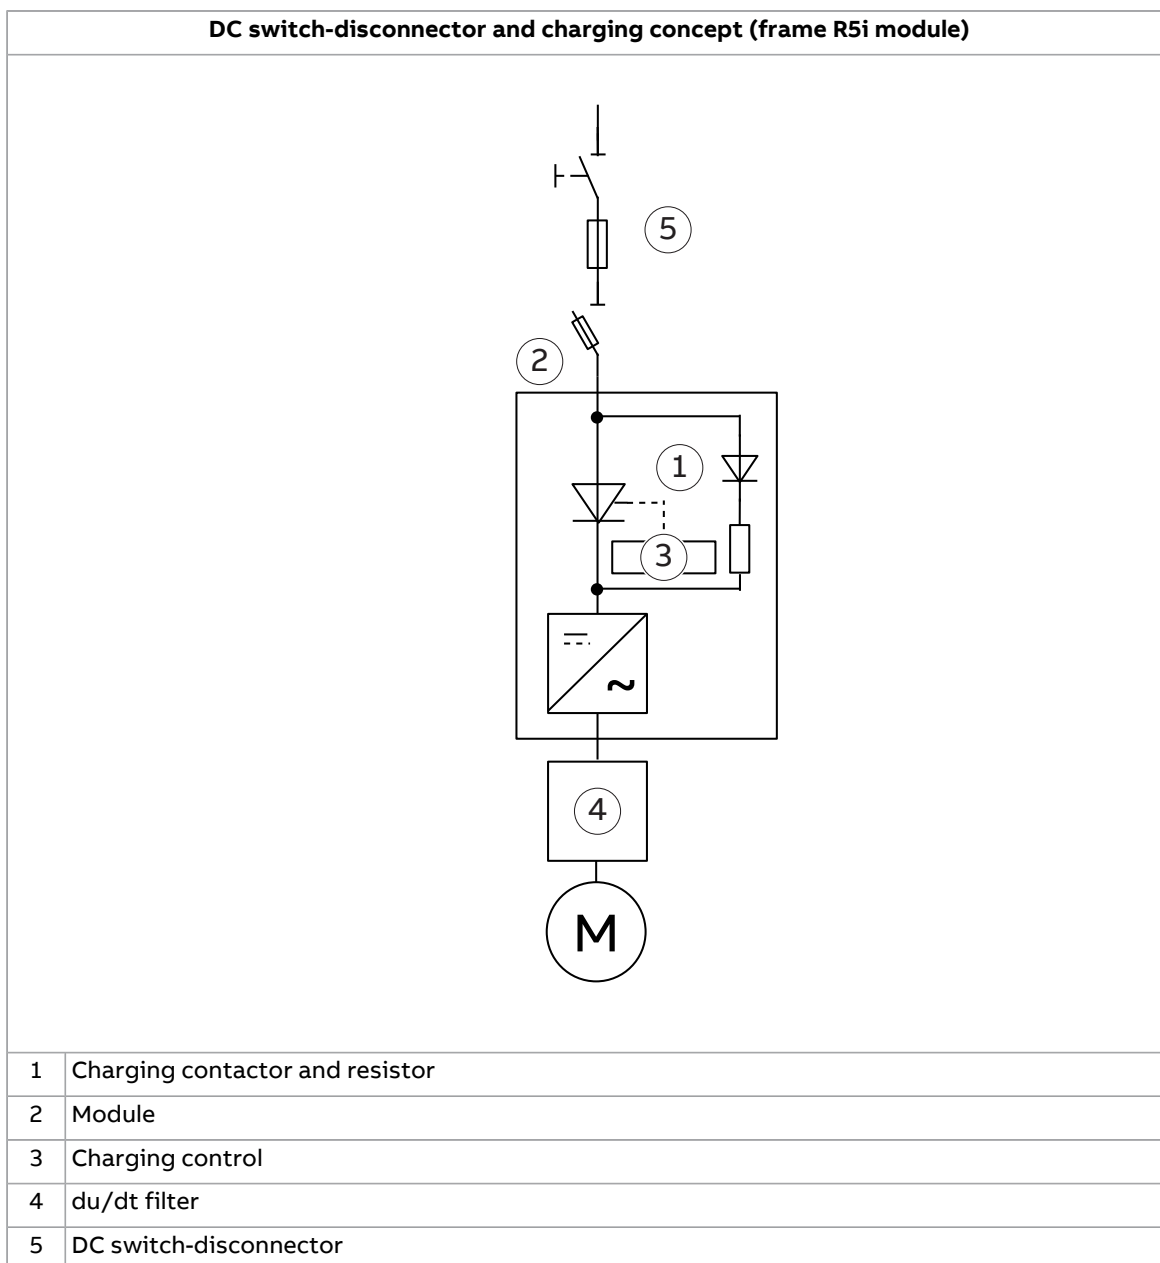 DC switch-disconnector and charging concept (frame R5i module)
5
2
1
3
~
4
M
1 Charging contactor and resistor
2 Module
3 Charging control
4 du/dt filter
5 DC switch-disconnector